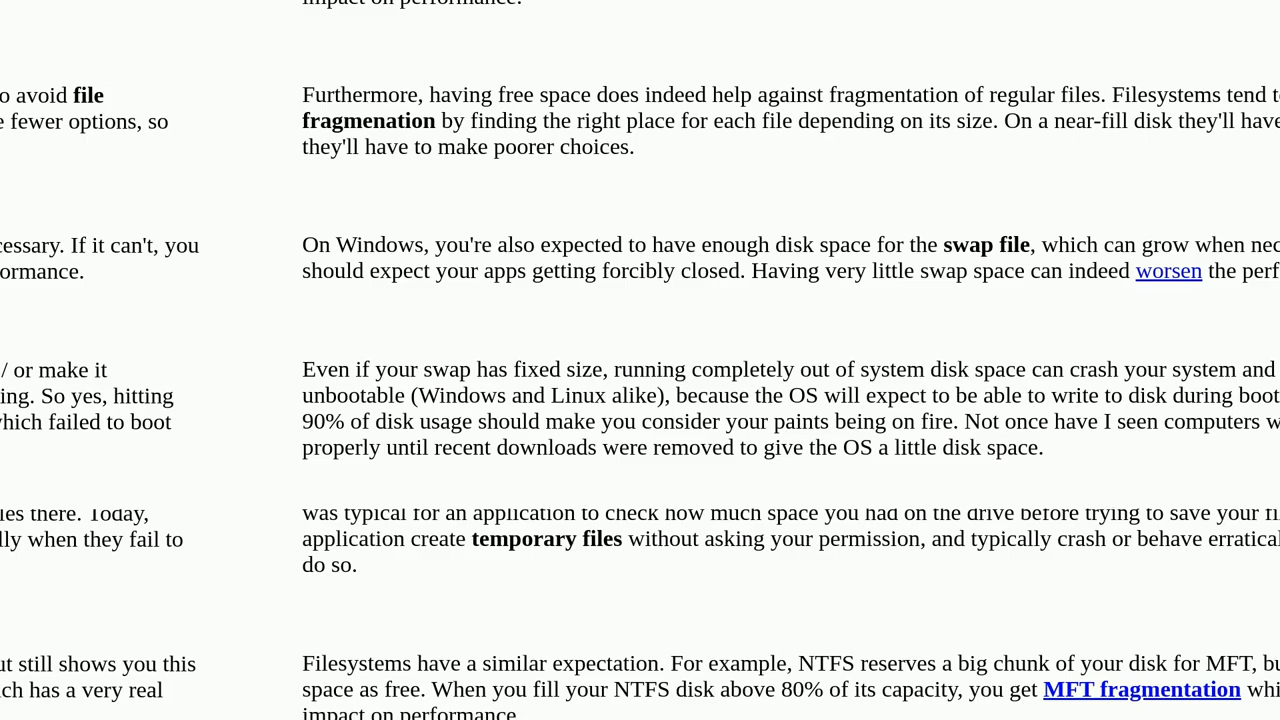 impact on performance.
o avoid file
e fewer options, so
Furthermore, having free space does indeed help against fragmentation of regular files. Filesystems tend t
fragmenation by finding the right place for each file depending on its size. On a near-fill disk they'll have
they'll have to make poorer choices.
cessary. If it can't, you
ormance.
On Windows, you're also expected to have enough disk space for the swap file, which can grow when nec
should expect your apps getting forcibly closed. Having very little swap space can indeed worsen the perf
/ or make it
ing. So yes, hitting
hich failed to boot
Even if your swap has fixed size, running completely out of system disk space can crash your system and
unbootable (Windows and Linux alike), because the OS will expect to be able to write to disk during boot
90% of disk usage should make you consider your paints being on fire. Not once have I seen computers w
properly until recent downloads were removed to give the OS a little disk space.
les there. Today,
lly when they fail to
was typical for an application to check how much space you had on the drive before trying to save your fi
application create temporary files without asking your permission, and typically crash or behave erratical
do so.
ut still shows you this
ch has a very real
Filesystems have a similar expectation. For example, NTFS reserves a big chunk of your disk for MFT, bu
space as free. When you fill your NTFS disk above 80% of its capacity, you get MFT fragmentation whi
impact on performance.